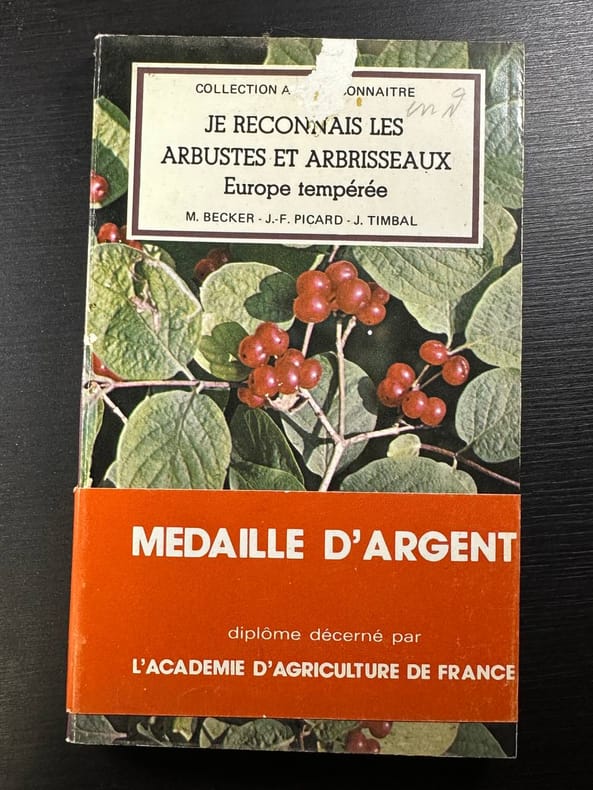 COLLECTION A ONNAITRE
JE RECONNAIS LES
ARBUSTES ET ARBRISSEAUX
Europe tempérée
M. BECKER - J.-F. PICARD - J. TIMBAL
MEDAILLE D'ARGENT
diplôme décerné par
L'ACADEMIE D'AGRICULTURE DE FRANCE